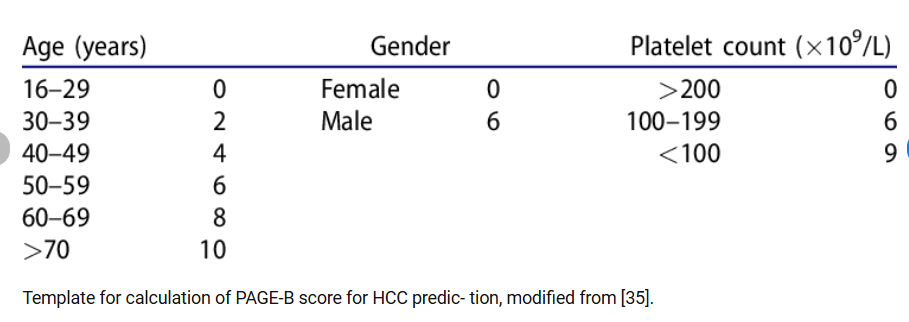 Age (years) Gender Platelet count (×10⁹/L)
16–29 0 Female 0 >200 0
30–39 2 Male 6 100–199 6
40–49 4 <100 9
50–59 6
60–69 8
>70 10
Template for calculation of PAGE-B score for HCC predic- tion, modified from [35].